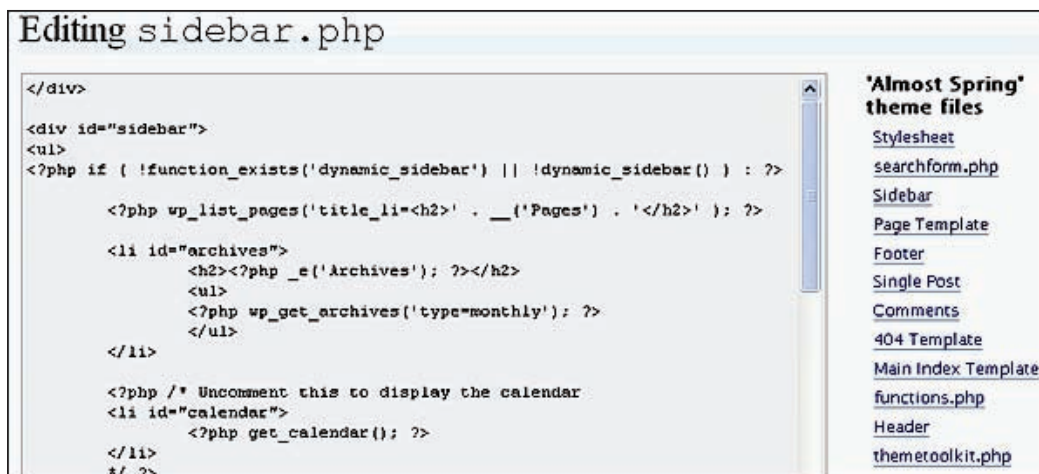 Editing sidebar.php
</div>
<div id="sidebar">
<ul>
<?php if ( !function_exists('dynamic_sidebar') || !dynamic_sidebar() ) : ?>
<?php wp_list_pages('title_li=<h2>' . __('Pages') . '</h2>' ); ?>
<li id="archives">
<h2><?php _e('Archives'); ?></h2>
<ul>
<?php wp_get_archives('type=monthly'); ?>
</ul>
</li>
<?php /* Uncomment this to display the calendar
<li id="calendar">
<?php get_calendar(); ?>
</li>
*/ ?>
'Almost Spring'
theme files
Stylesheet
searchform.php
Sidebar
Page Template
Footer
Single Post
Comments
404 Template
Main Index Template
functions.php
Header
themetoolkit.php